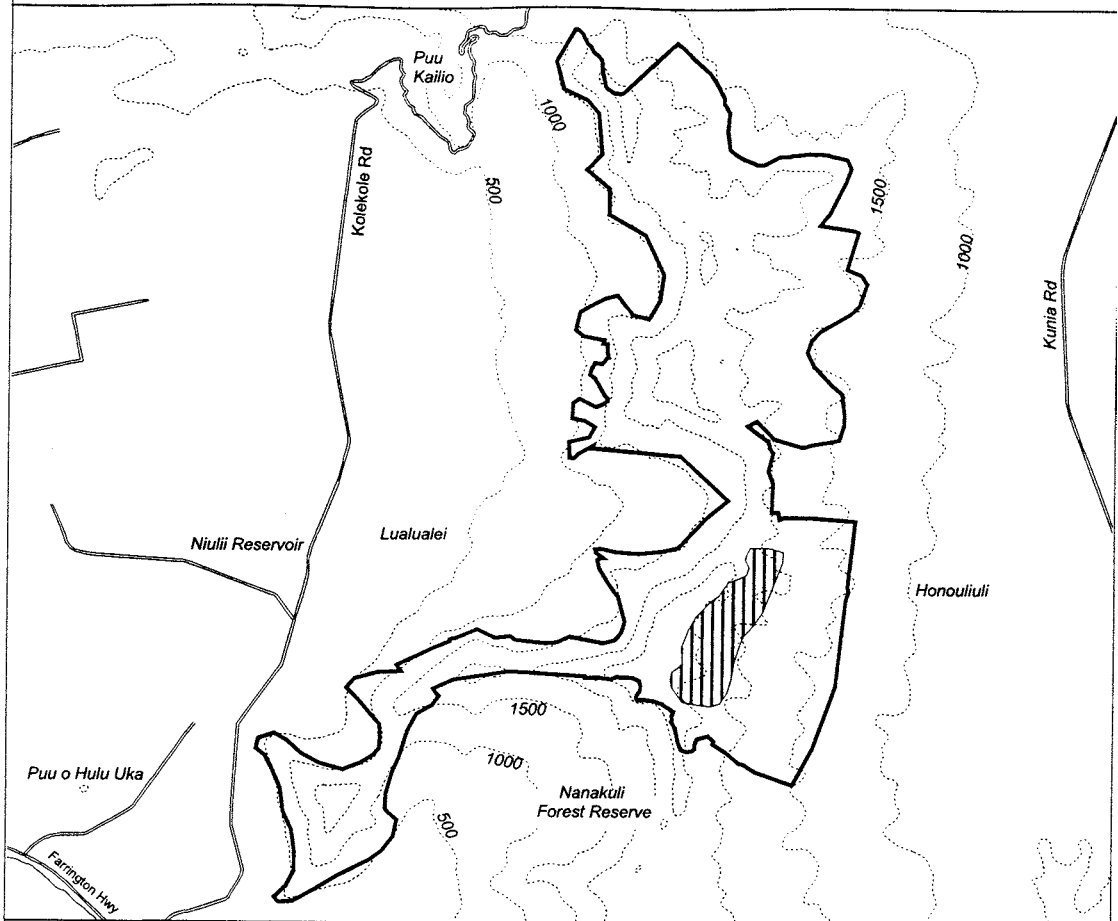 Puu
Kailio
1000
Kolekole Rd
500
1500
1000
Kunia Rd
Niulii Reservoir
Lualualei
Honouliuli
1500
1000
Puu o Hulu Uka
Nanakuli
Forest Reserve
500
Farrington Hwy